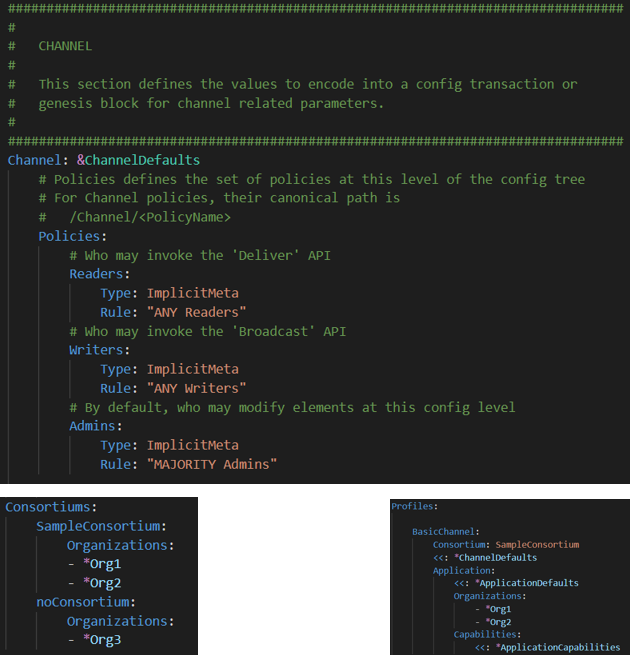 ################################################################################
#
#   CHANNEL
#
#   This section defines the values to encode into a config transaction or
#   genesis block for channel related parameters.
#
################################################################################
Channel: &ChannelDefaults
    # Policies defines the set of policies at this level of the config tree
    # For Channel policies, their canonical path is
    #   /Channel/<PolicyName>
    Policies:
        # Who may invoke the 'Deliver' API
        Readers:
            Type: ImplicitMeta
            Rule: "ANY Readers"
        # Who may invoke the 'Broadcast' API
        Writers:
            Type: ImplicitMeta
            Rule: "ANY Writers"
        # By default, who may modify elements at this config level
        Admins:
            Type: ImplicitMeta
            Rule: "MAJORITY Admins"
Consortiums:
    SampleConsortium:
        Organizations:
        - *Org1
        - *Org2
    noConsortium:
        Organizations:
        - *Org3
Profiles:
    BasicChannel:
        Consortium: SampleConsortium
        <<: *ChannelDefaults
        Application:
            <<: *ApplicationDefaults
            Organizations:
                - *Org1
                - *Org2
            Capabilities:
                <<: *ApplicationCapabilities